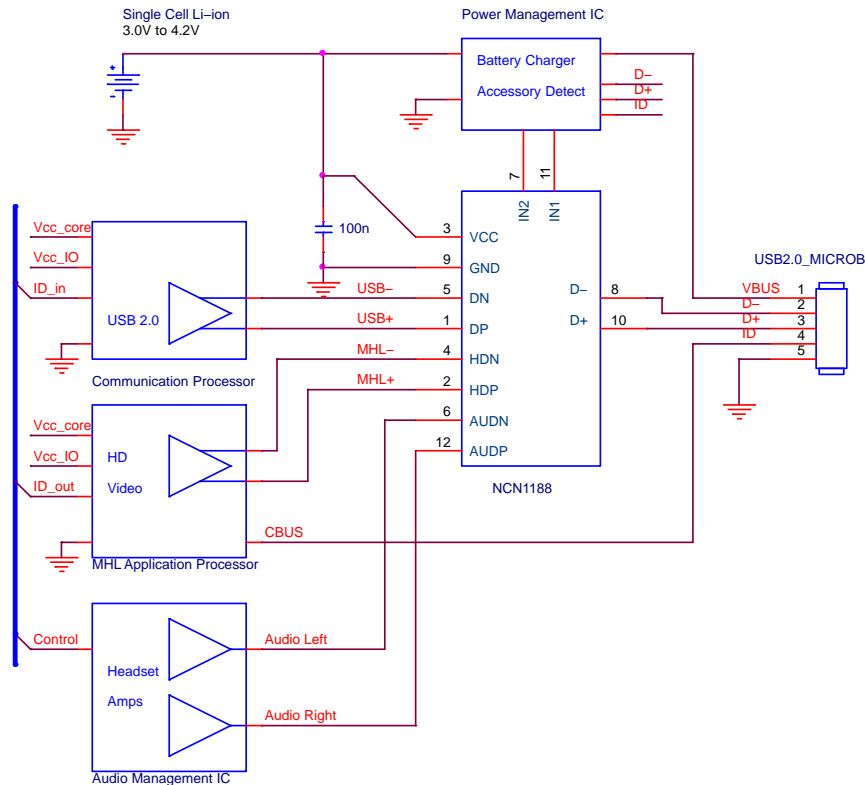 Single Cell Li–ion
3.0V to 4.2V
+
-
Power Management IC
Battery Charger
Accessory Detect
D–
D+
ID
7
11
IN2
IN1
100n
3
VCC
9
GND
5
DN
1
DP
4
HDN
2
HDP
6
AUDN
12
AUDP
D–
8
D+
10
NCN1188
USB2.0_MICROB
VBUS
1
D–
2
D+
3
ID
4
5
Vcc_core
Vcc_IO
ID_in
USB 2.0
USB–
USB+
Communication Processor
MHL–
MHL+
Vcc_core
Vcc_IO
ID_out
HD
Video
CBUS
MHL Application Processor
Control
Headset
Amps
Audio Left
Audio Right
Audio Management IC